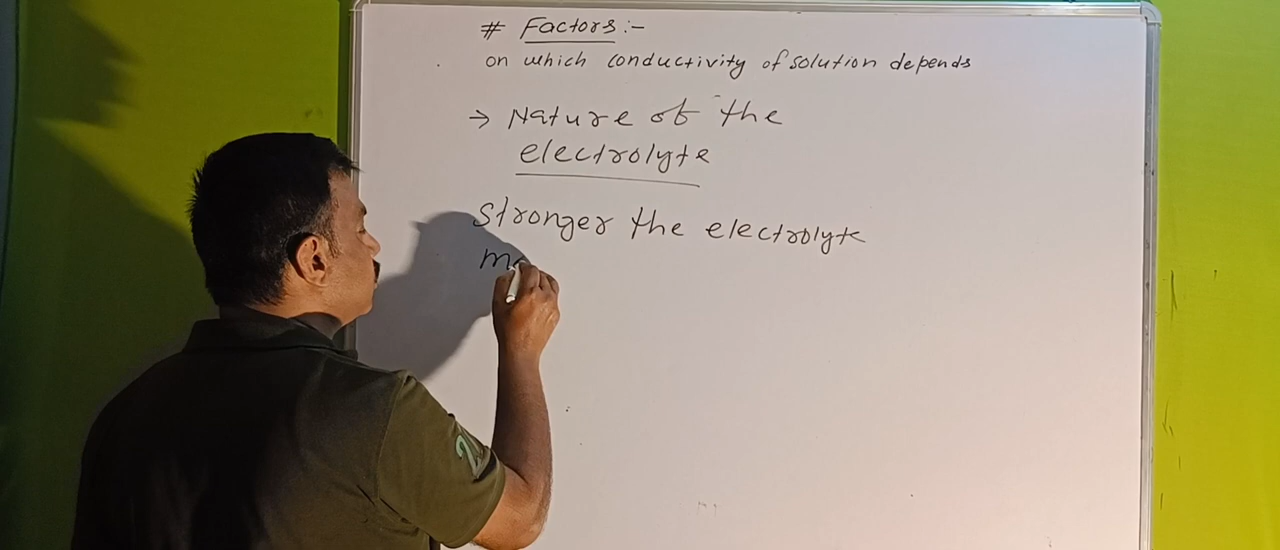 # Factors :-
on which conductivity of solution depends
→ Nature of the
electrolyte
Stronger the electrolyte